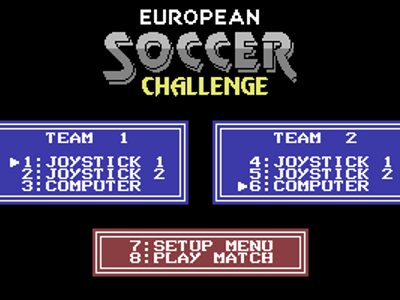 EUROPEAN
SOCCER
CHALLENGE
TEAM 1
1:JOYSTICK 1
2:JOYSTICK 2
3:COMPUTER
TEAM 2
4:JOYSTICK 1
5:JOYSTICK 2
6:COMPUTER
7:SETUP MENU
8:PLAY MATCH